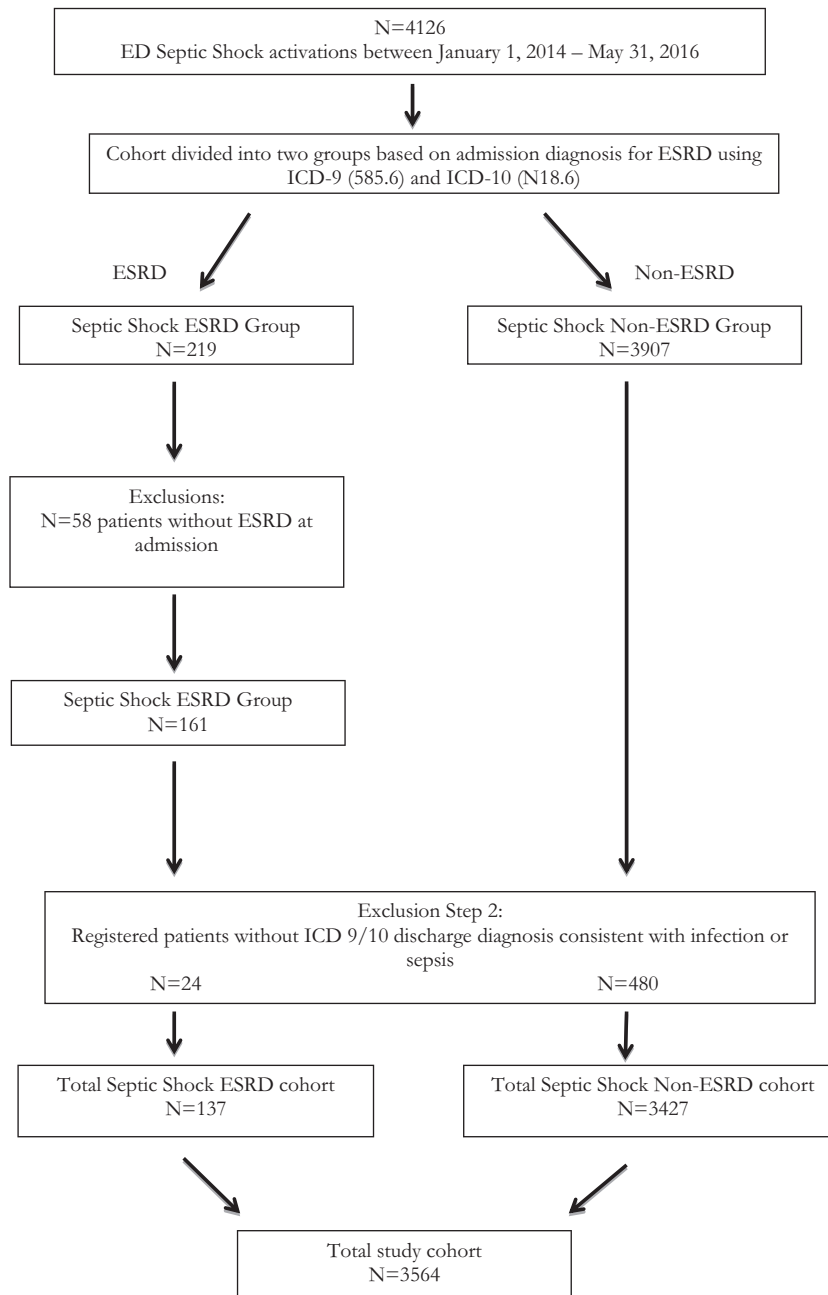 N=4126
ED Septic Shock activations between January 1, 2014 – May 31, 2016
Cohort divided into two groups based on admission diagnosis for ESRD using
ICD-9 (585.6) and ICD-10 (N18.6)
ESRD
Non-ESRD
Septic Shock ESRD Group
N=219
Septic Shock Non-ESRD Group
N=3907
Exclusions:
N=58 patients without ESRD at
admission
Septic Shock ESRD Group
N=161
Exclusion Step 2:
Registered patients without ICD 9/10 discharge diagnosis consistent with infection or
sepsis
N=24
N=480
Total Septic Shock ESRD cohort
N=137
Total Septic Shock Non-ESRD cohort
N=3427
Total study cohort
N=3564